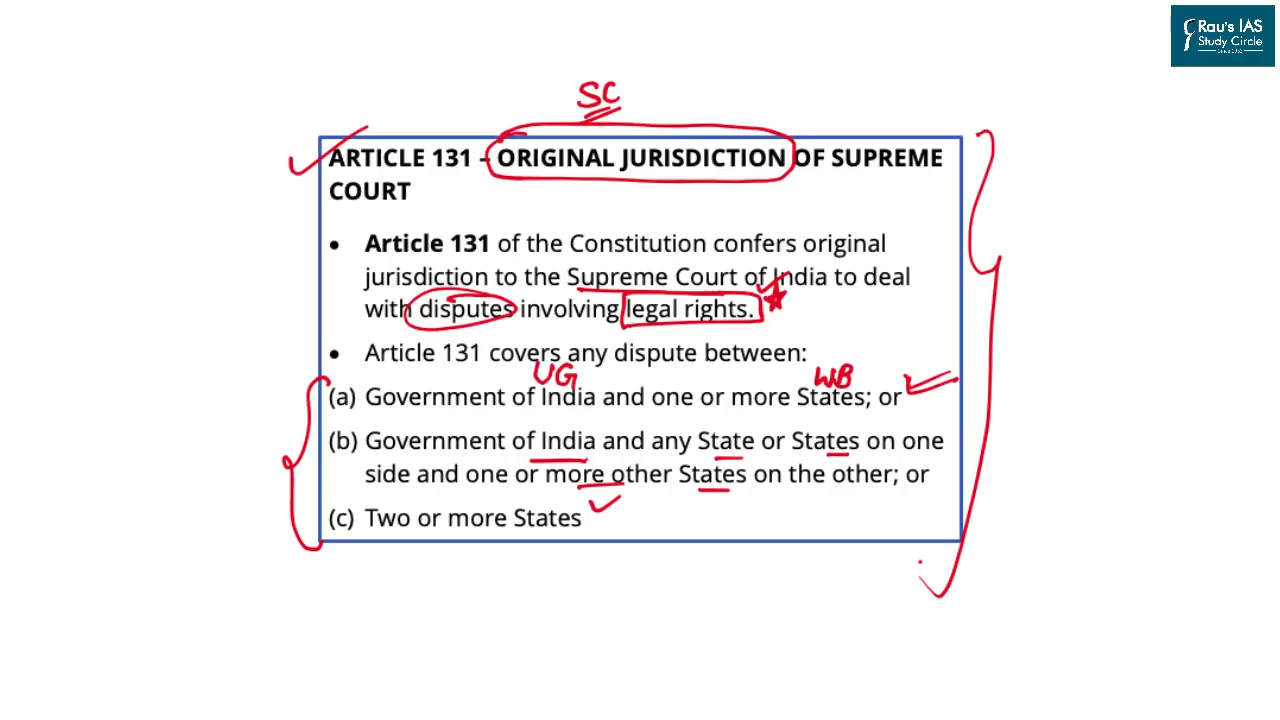 Rau's IAS
Study Circle
SC
ARTICLE 131 – ORIGINAL JURISDICTION OF SUPREME
COURT
• Article 131 of the Constitution confers original
jurisdiction to the Supreme Court of India to deal
with disputes involving legal rights.
• Article 131 covers any dispute between:
UG WB
(a) Government of India and one or more States; or
(b) Government of India and any State or States on one
side and one or more other States on the other; or
(c) Two or more States